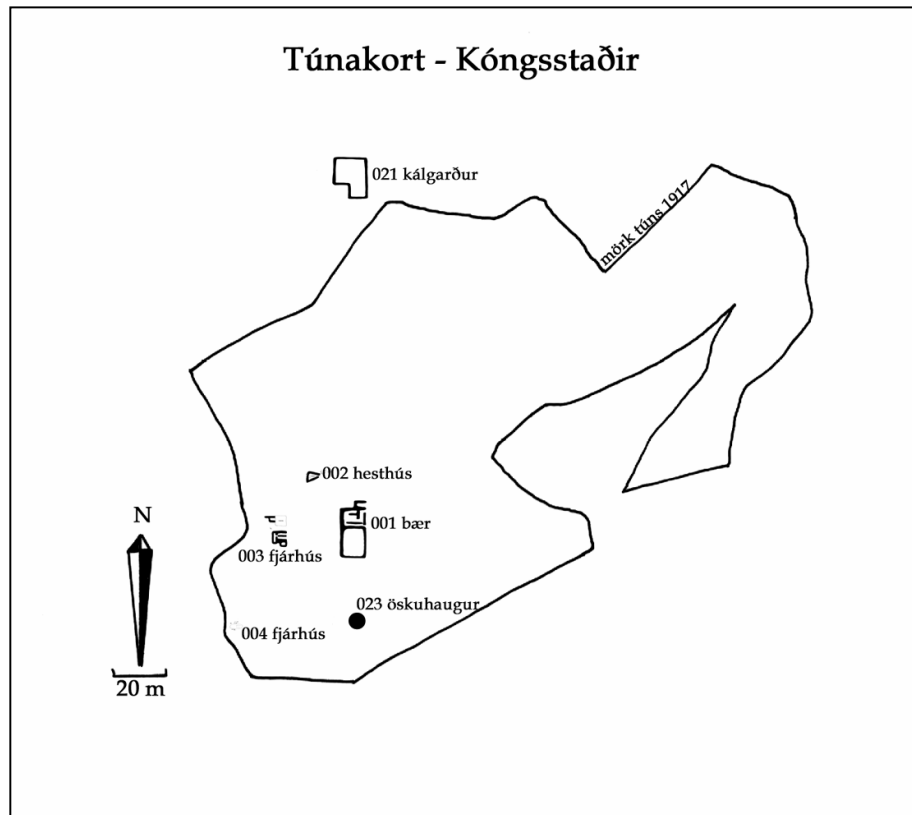 Túnakort - Kóngsstaðir
021 kálgarður
mörk túns 1917
002 hesthús
001 bær
N
003 fjárhús
023 öskuhaugur
004 fjárhús
20 m